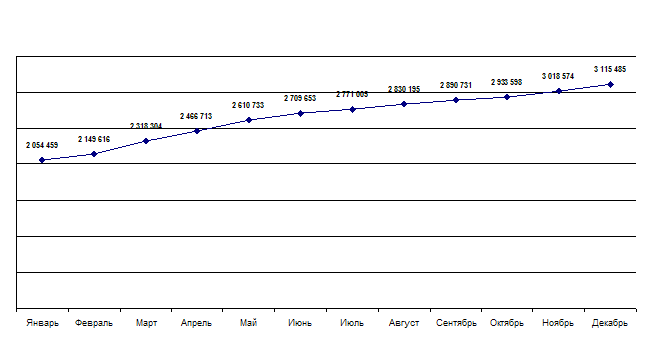 3 115 485
3 018 574
2 933 598
2 890 731
2 830 195
2 771 005
2 709 653
2 610 733
2 466 713
2 318 304
2 149 616
2 054 459
Январь Февраль Март Апрель Май Июнь Июль Август Сентябрь Октябрь Ноябрь Декабрь